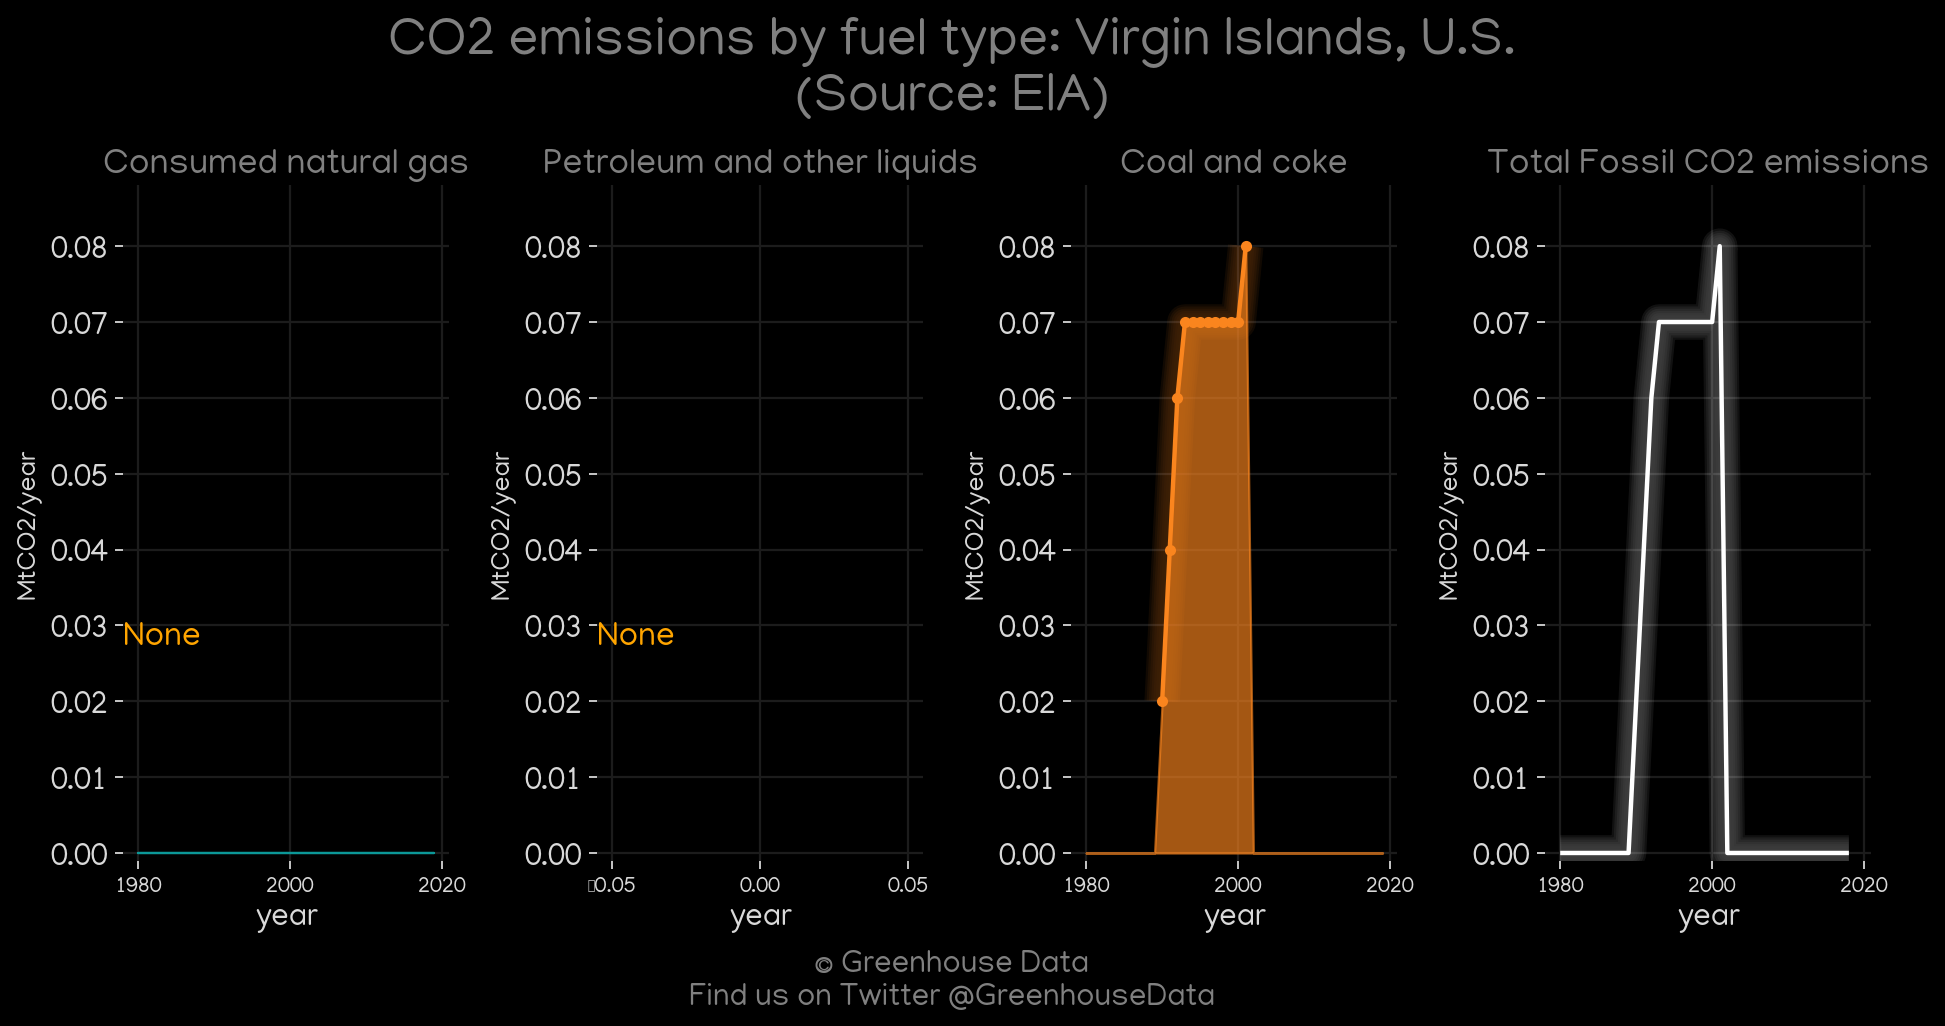 CO2 emissions by fuel type: Virgin Islands, U.S.
(Source: EIA)
Consumed natural gas
MtCO2/year
0.08
0.07
0.06
0.05
0.04
0.03
0.02
0.01
0.00
None
1980 2000 2020
year
Petroleum and other liquids
MtCO2/year
0.08
0.07
0.06
0.05
0.04
0.03
0.02
0.01
0.00
None
▯0.05 0.00 0.05
year
Coal and coke
MtCO2/year
0.08
0.07
0.06
0.05
0.04
0.03
0.02
0.01
0.00
1980 2000 2020
year
Total Fossil CO2 emissions
MtCO2/year
0.08
0.07
0.06
0.05
0.04
0.03
0.02
0.01
0.00
1980 2000 2020
year
© Greenhouse Data
Find us on Twitter @GreenhouseData